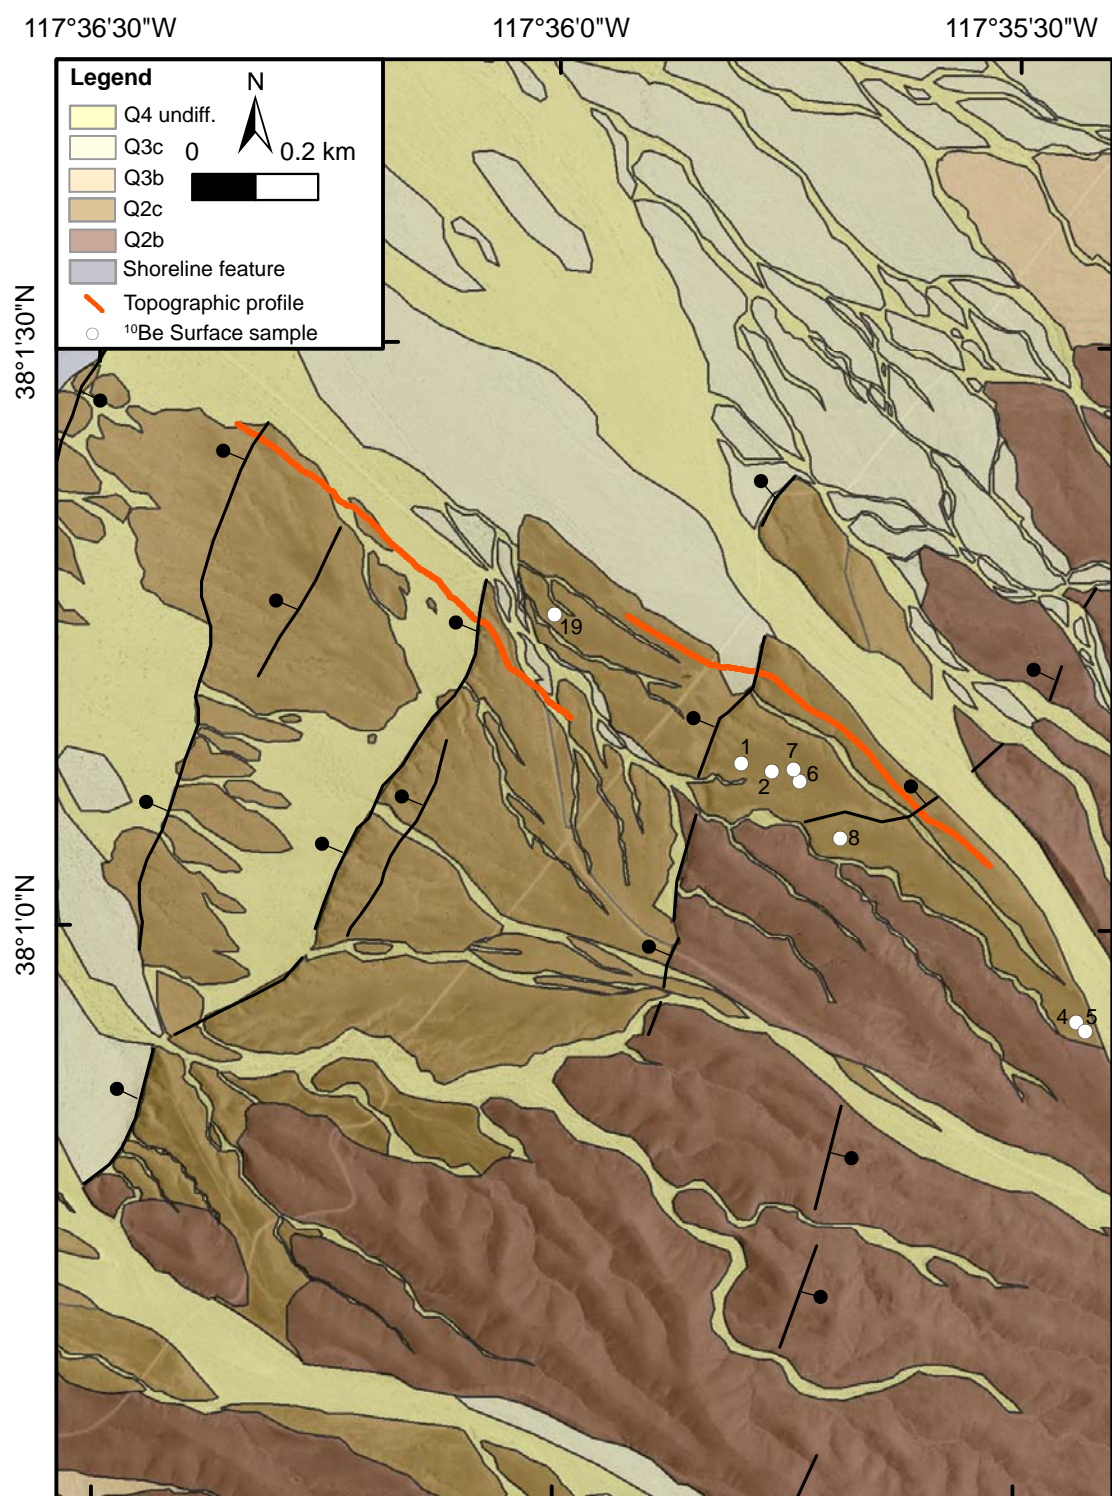 117°36'30"W 117°36'0"W 117°35'30"W
Legend
Q4 undiff.
Q3c
Q3b
Q2c
Q2b
Shoreline feature
Topographic profile
¹⁰Be Surface sample
N
0 0.2 km
38°1'30"N
38°1'0"N
19
1
2
7
6
8
4
5